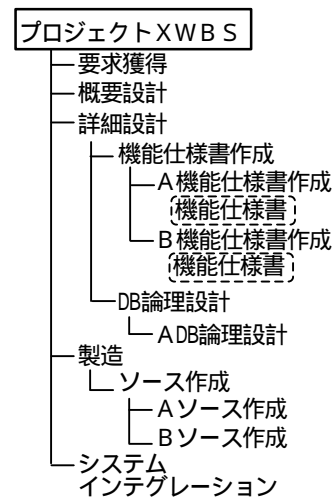 プロジェクトXWBS
要求獲得
概要設計
詳細設計
機能仕様書作成
A機能仕様書作成
機能仕様書
B機能仕様書作成
機能仕様書
DB論理設計
ADB論理設計
製造
ソース作成
Aソース作成
Bソース作成
システム
インテグレーション